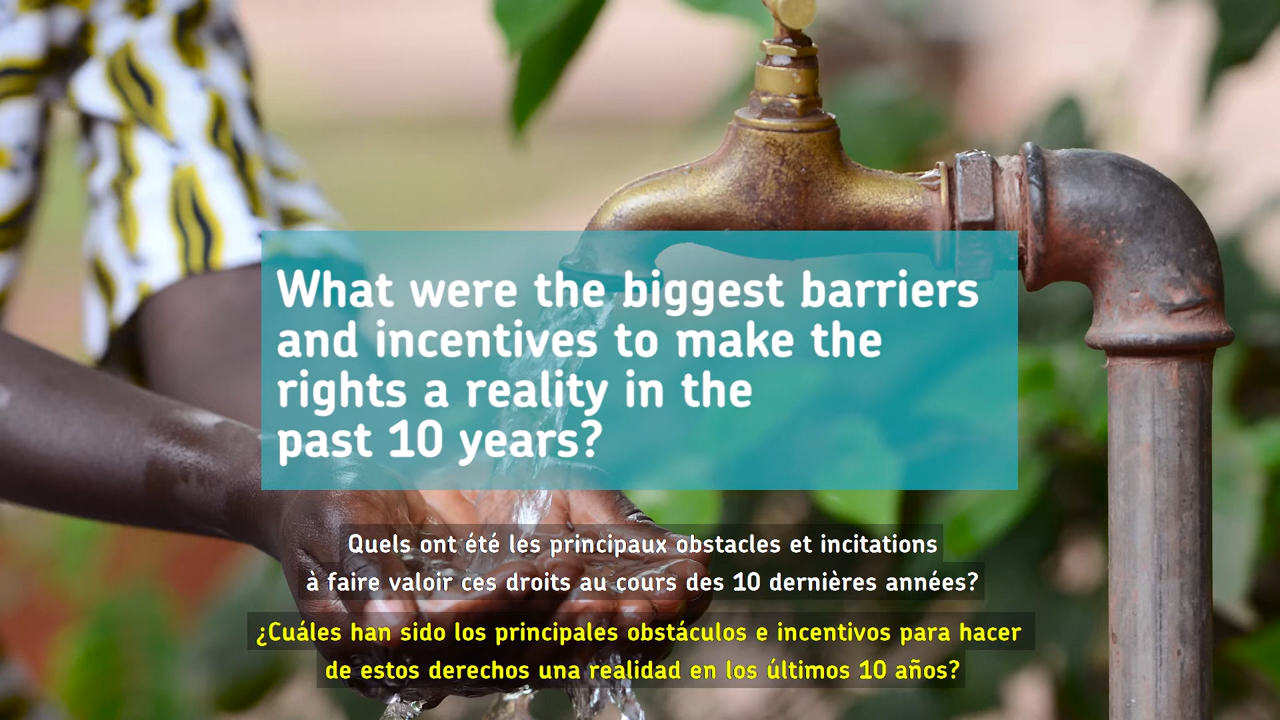 What were the biggest barriers
and incentives to make the
rights a reality in the
past 10 years?
Quels ont été les principaux obstacles et incitations
à faire valoir ces droits au cours des 10 dernières années?
¿Cuáles han sido los principales obstáculos e incentivos para hacer
de estos derechos una realidad en los últimos 10 años?